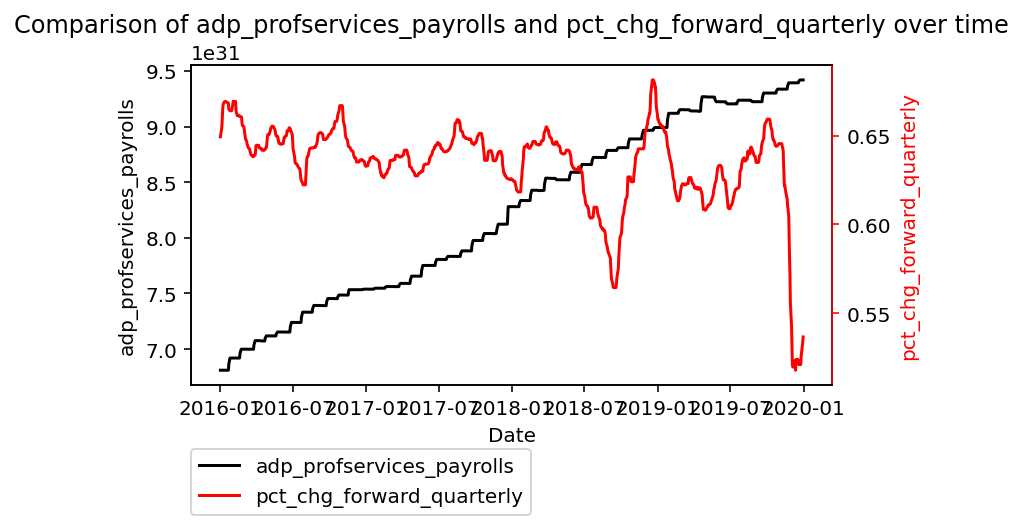 Comparison of adp_profservices_payrolls and pct_chg_forward_quarterly over time
1e31
9.5
9.0
8.5
8.0
7.5
7.0
adp_profservices_payrolls
0.65
0.60
0.55
pct_chg_forward_quarterly
2016-01 2016-07 2017-01 2017-07 2018-01 2018-07 2019-01 2019-07 2020-01
Date
adp_profservices_payrolls
pct_chg_forward_quarterly